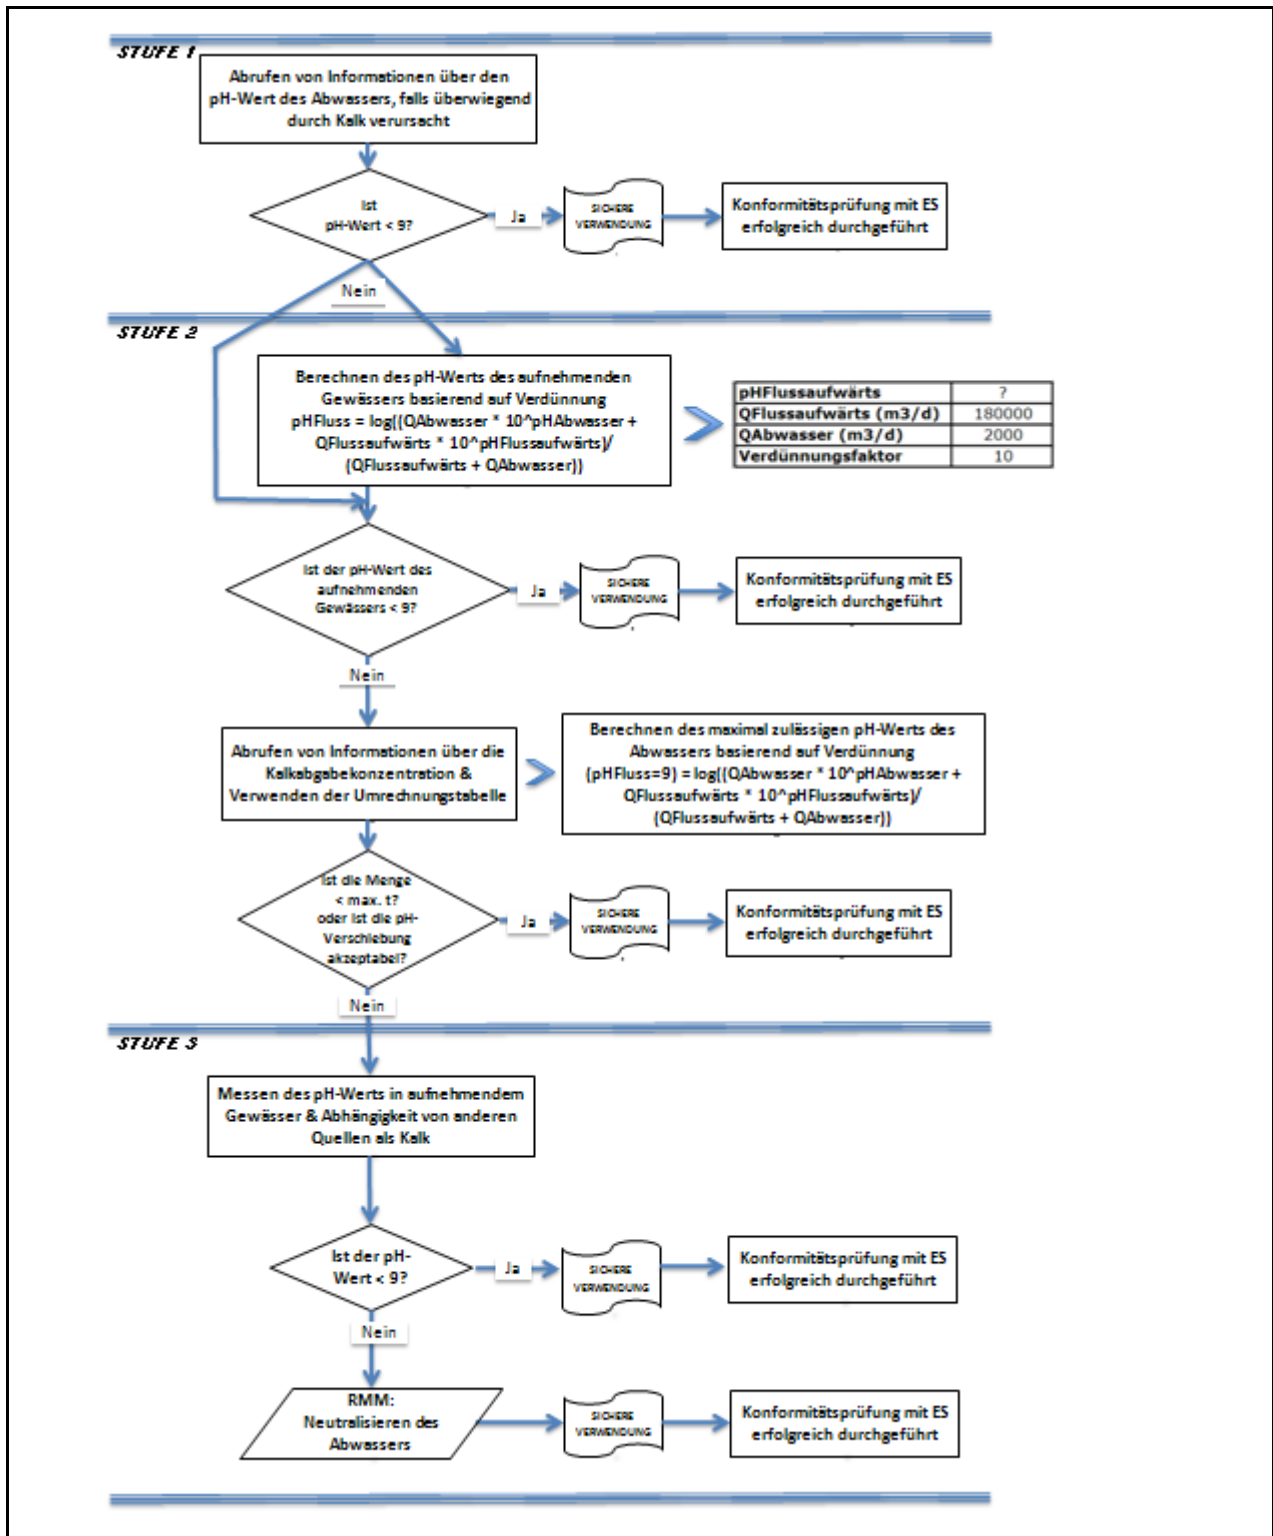 STUFE 1
Abrufen von Informationen über den
pH-Wert des Abwassers, falls überwiegend
durch Kalk verursacht
Ist
pH-Wert < 9?
Ja
SICHERE
VERWENDUNG
Konformitätsprüfung mit ES
erfolgreich durchgeführt
Nein
STUFE 2
Berechnen des pH-Werts des aufnehmenden
Gewässers basierend auf Verdünnung
pHFluss = log((QAbwasser * 10^pHAbwasser +
QFlussaufwärts * 10^pHFlussaufwärts)/
(QFlussaufwärts + QAbwasser))
pHFlussaufwärts ?
QFlussaufwärts (m3/d) 180000
QAbwasser (m3/d) 2000
Verdünnungsfaktor 10
Ist der pH-Wert des
aufnehmenden
Gewässers < 9?
Ja
SICHERE
VERWENDUNG
Konformitätsprüfung mit ES
erfolgreich durchgeführt
Nein
Abrufen von Informationen über die
Kalkabgabekonzentration &
Verwenden der Umrechnungstabelle
Berechnen des maximal zulässigen pH-Werts des
Abwassers basierend auf Verdünnung
(pHFluss=9) = log((QAbwasser * 10^pHAbwasser +
QFlussaufwärts * 10^pHFlussaufwärts)/
(QFlussaufwärts + QAbwasser))
Ist die Menge
< max. t?
oder ist die pH-
Verschiebung
akzeptabel?
Ja
SICHERE
VERWENDUNG
Konformitätsprüfung mit ES
erfolgreich durchgeführt
Nein
STUFE 3
Messen des pH-Werts in aufnehmendem
Gewässer & Abhängigkeit von anderen
Quellen als Kalk
Ist der pH-
Wert < 9?
Ja
SICHERE
VERWENDUNG
Konformitätsprüfung mit ES
erfolgreich durchgeführt
Nein
RMM:
Neutralisieren des
Abwassers
SICHERE
VERWENDUNG
Konformitätsprüfung mit ES
erfolgreich durchgeführt